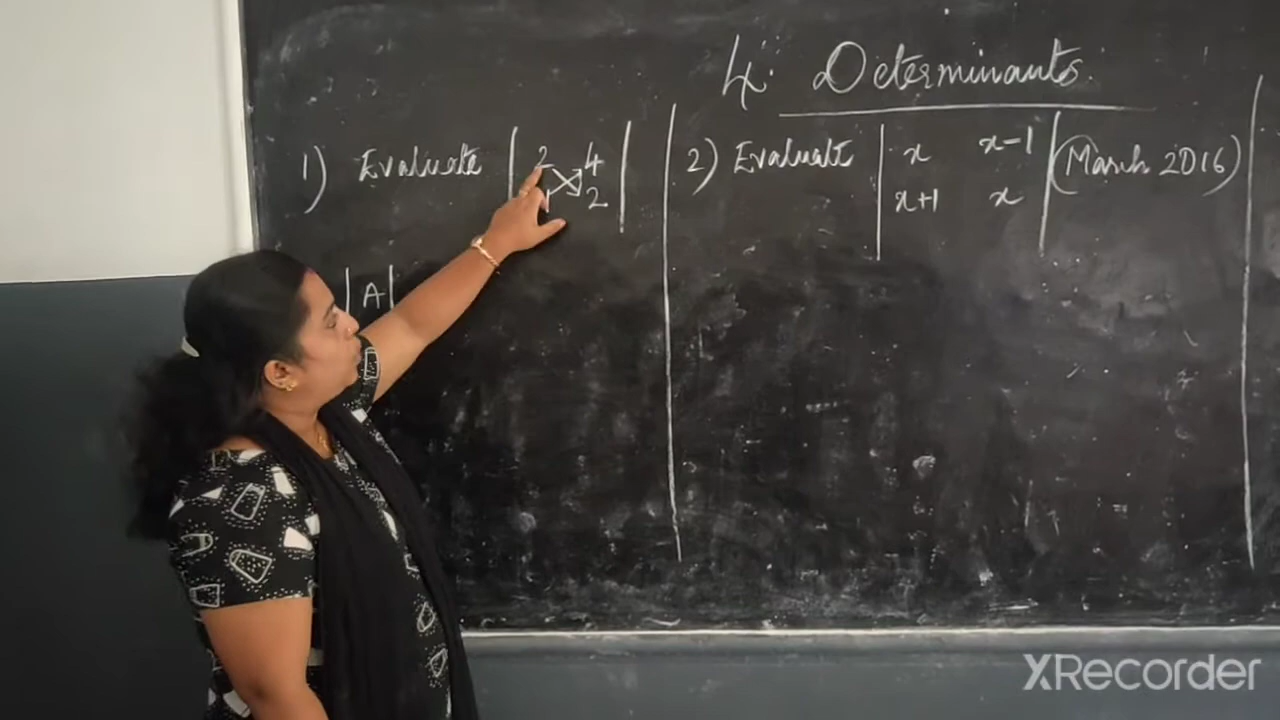 4. Determinants.
1) Evaluate | 2 4 |
2 |
|A|
2) Evaluate | x x-1 | (March 2016)
| x+1 x |
XRecorder